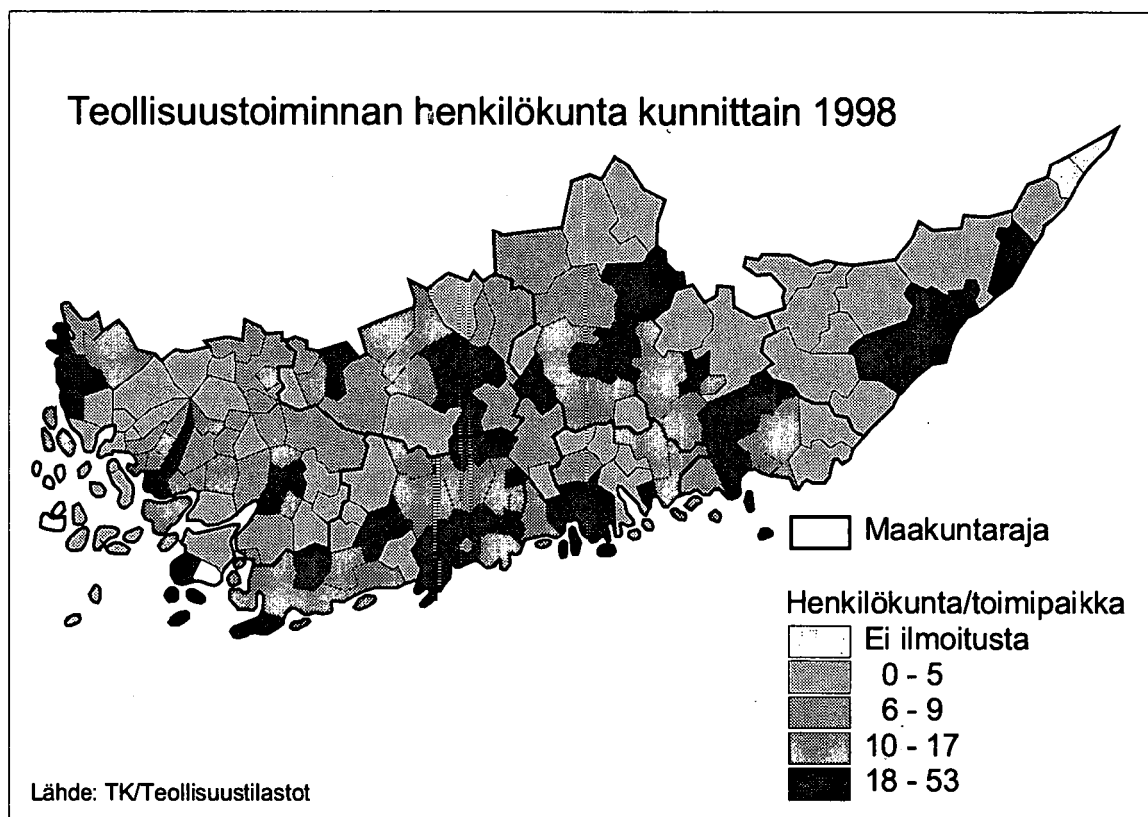 Teollisuustoiminnan henkilökunta kunnittain 1998
Maakuntaraja
Henkilökunta/toimipaikka
Ei ilmoitusta
0 - 5
6 - 9
10 - 17
18 - 53
Lähde: TK/Teollisuustilastot